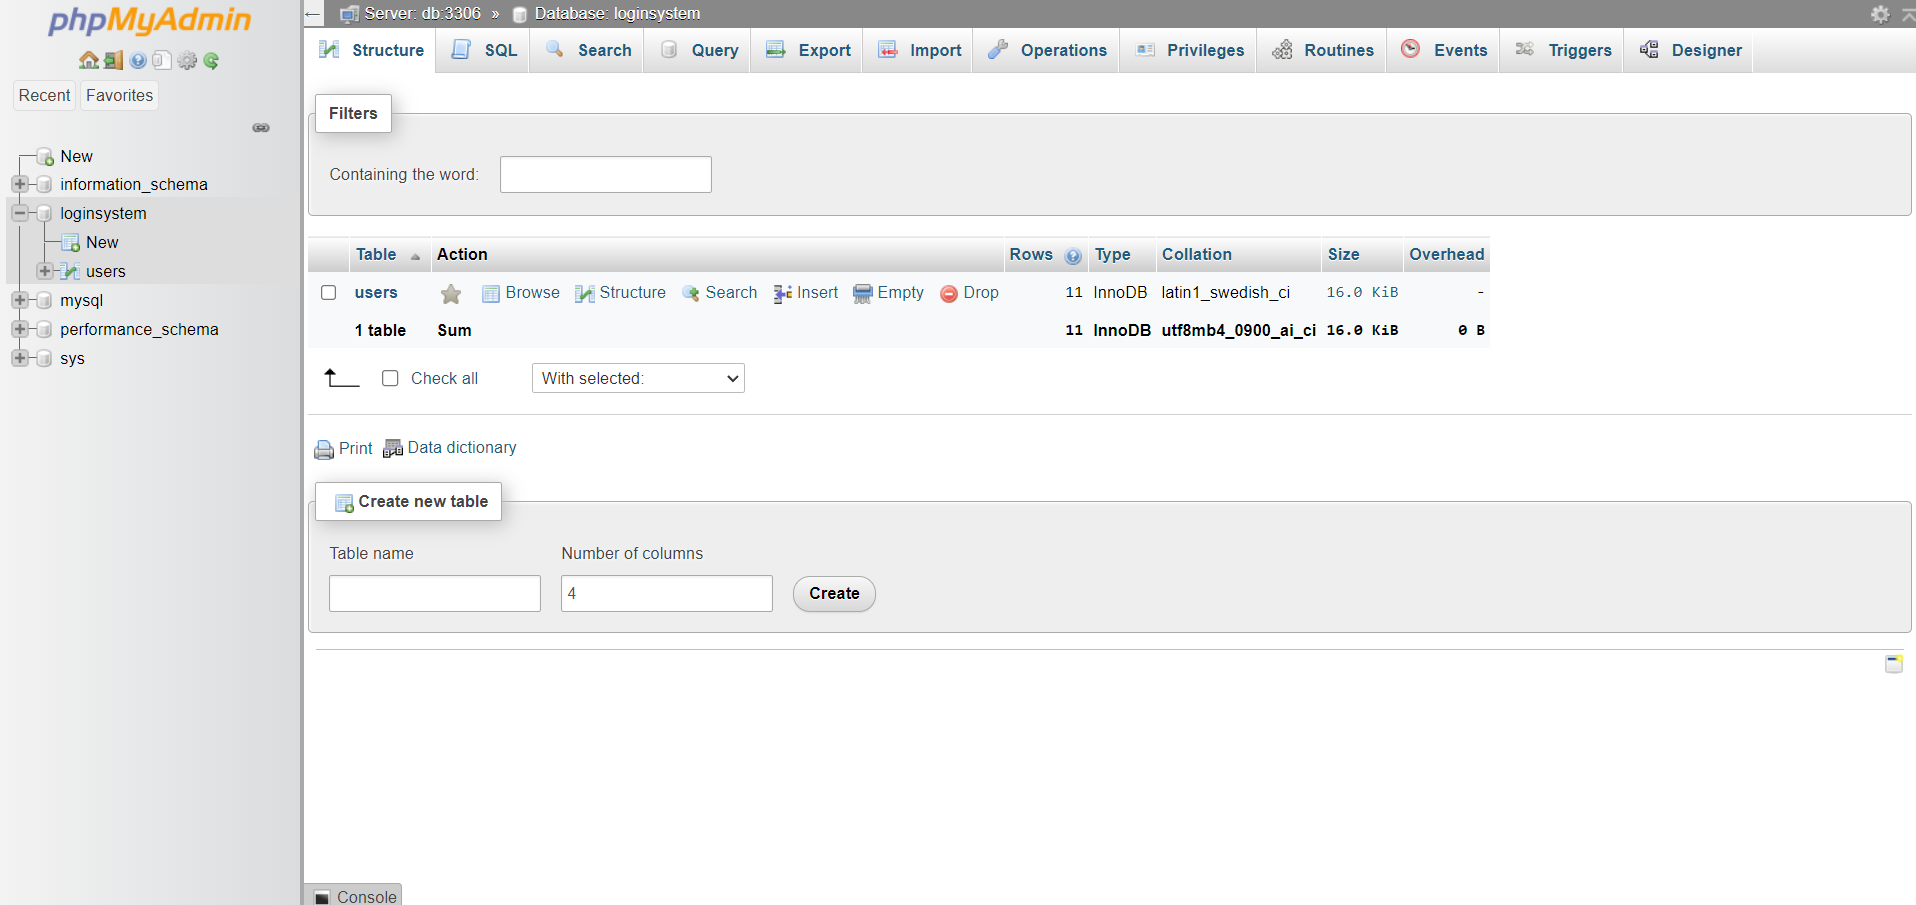 phpMyAdmin
Recent Favorites
New
information_schema
loginsystem
New
users
mysql
performance_schema
sys
Server: db:3306 » Database: loginsystem
Structure SQL Search Query Export Import Operations Privileges Routines Events Triggers Designer
Filters
Containing the word:
Table Action Rows Type Collation Size Overhead
users Browse Structure Search Insert Empty Drop 11 InnoDB latin1_swedish_ci 16.0 KiB -
1 table Sum 11 InnoDB utf8mb4_0900_ai_ci 16.0 KiB 0 B
Check all With selected:
Print Data dictionary
Create new table
Table name Number of columns
4 Create
Console